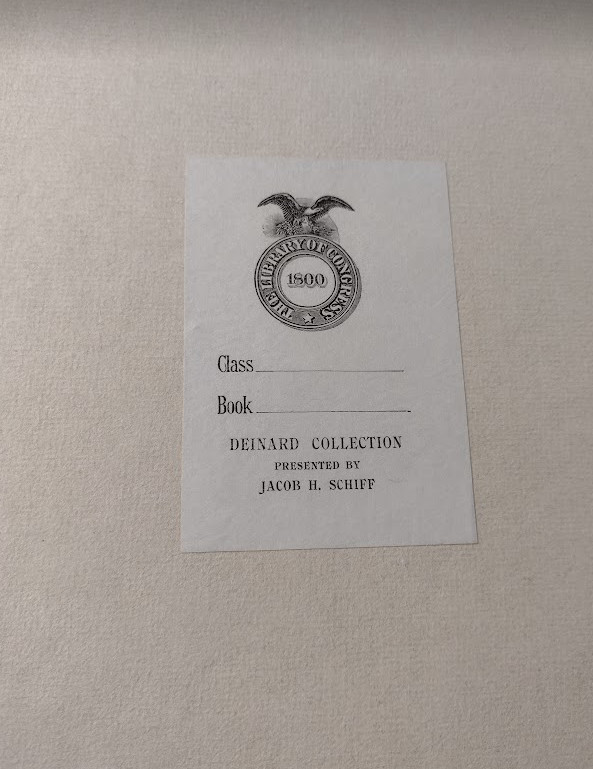 THE LIBRARY OF CONGRESS
1800
Class
Book
DEINARD COLLECTION
PRESENTED BY
JACOB H. SCHIFF